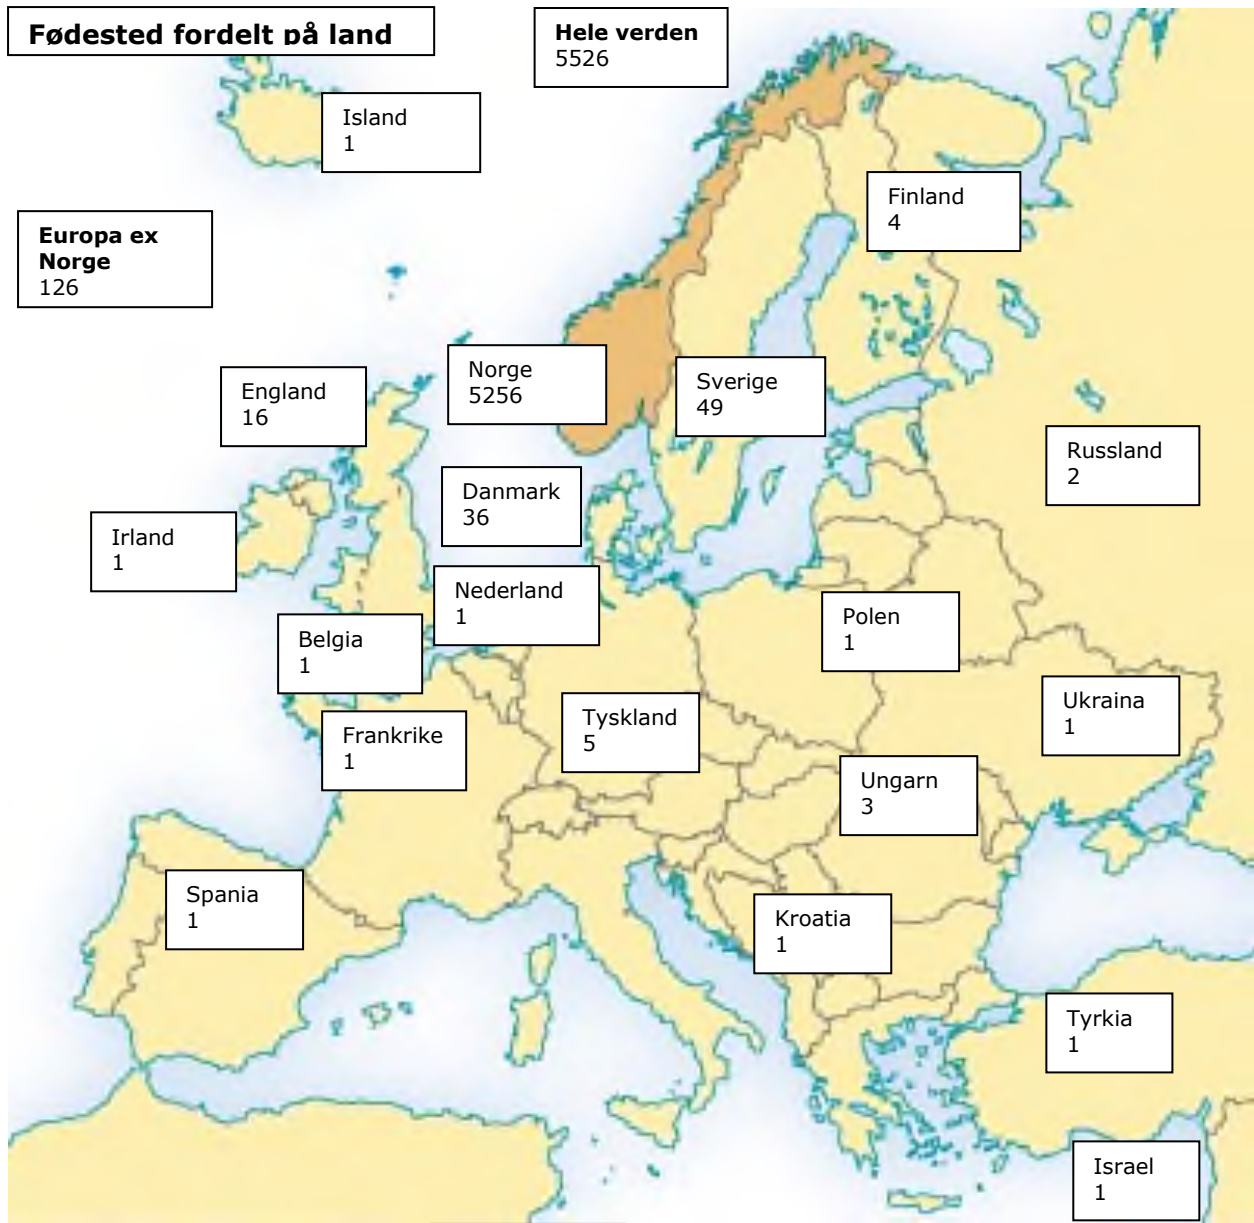 Fødested fordelt på land
Hele verden
5526
Island
1
Finland
4
Europa ex
Norge
126
Norge
5256
Sverige
49
England
16
Russland
2
Danmark
36
Irland
1
Nederland
1
Polen
1
Belgia
1
Ukraina
1
Tyskland
5
Frankrike
1
Ungarn
3
Spania
1
Kroatia
1
Tyrkia
1
Israel
1